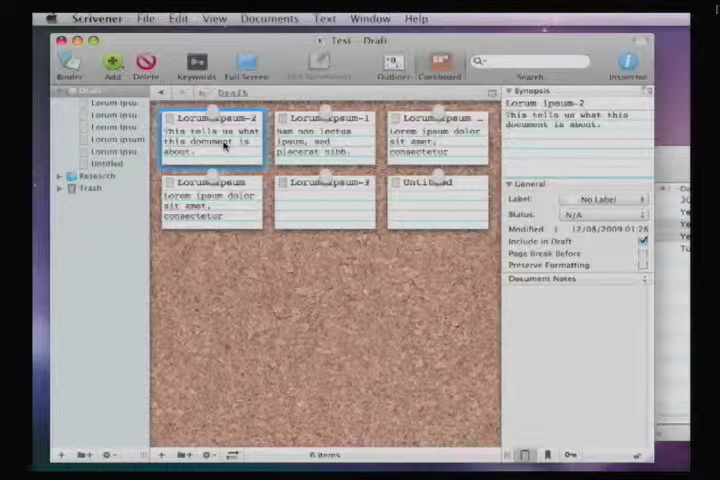 Scrivener File Edit View Documents Text Window Help
Test - Draft
Binder Add Delete Keywords Full Screen Outliner Corkboard Search Inspector
Draft
Draft
Synopsis
Lorum ipsum-2
This tells us what this
document is about.
Lorum ipsu...
Lorum ipsu
Lorum ipsu
Lorum ipsum
Lorum ipsu
Untitled
Research
Trash
Lorum ipsum-2
This tells us what
this document is
about.
Lorum ipsum-1
Nam non lectus
ipsum, sed
placerat nibh.
Lorum ipsum ...
Lorem ipsum dolor
sit amet,
consectetur
Lorum ipsum
Lorem ipsum dolor
sit amet,
consectetur
Lorum ipsum-3
Untitled
General
Label: No Label
Status: N/A
Modified 12/08/2009 01:26
Include in Draft
Page Break Before
Preserve Formatting
Document Notes
6 items